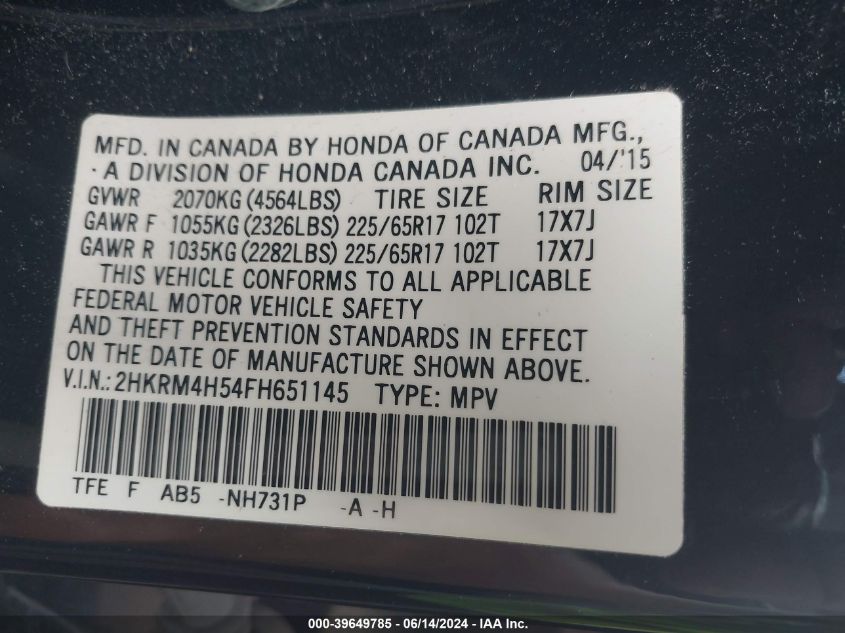 MFD. IN CANADA BY HONDA OF CANADA MFG.,
·A DIVISION OF HONDA CANADA INC. 04/'15
GVWR 2070KG (4564LBS) TIRE SIZE RIM SIZE
GAWR F 1055KG (2326LBS) 225/65R17 102T 17X7J
GAWR R 1035KG (2282LBS) 225/65R17 102T 17X7J
THIS VEHICLE CONFORMS TO ALL APPLICABLE
FEDERAL MOTOR VEHICLE SAFETY
AND THEFT PREVENTION STANDARDS IN EFFECT
ON THE DATE OF MANUFACTURE SHOWN ABOVE.
V.I.N.: 2HKRM4H54FH651145 TYPE: MPV
TFE F AB5 -NH731P -A -H
000-39649785 - 06/14/2024 - IAA Inc.